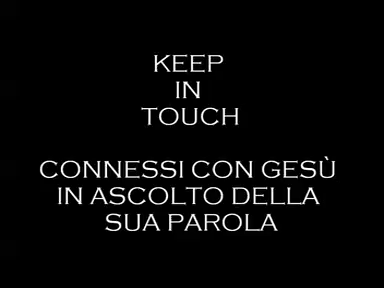 KEEP
IN
TOUCH
CONNESSI CON GESÙ
IN ASCOLTO DELLA
SUA PAROLA